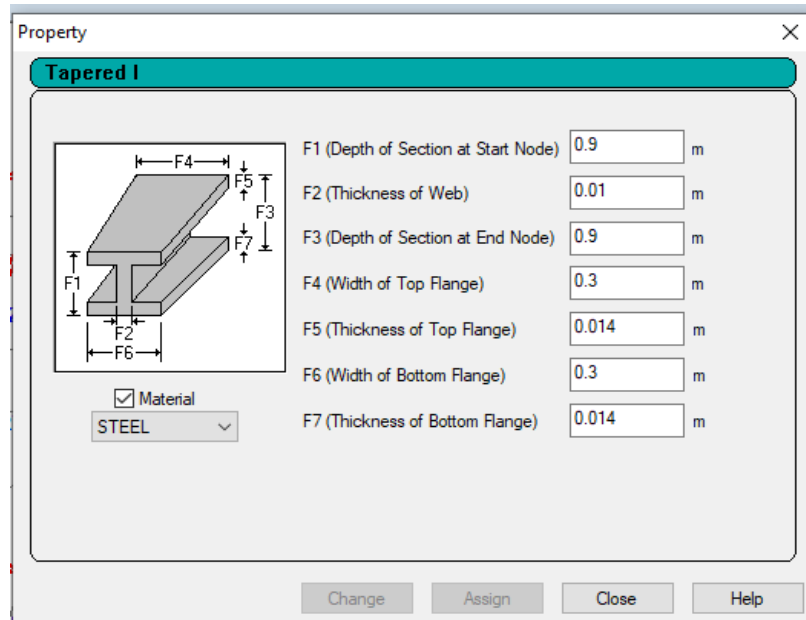 Property
Tapered I
F1 (Depth of Section at Start Node) 0.9 m
F2 (Thickness of Web) 0.01 m
F3 (Depth of Section at End Node) 0.9 m
F4 (Width of Top Flange) 0.3 m
F5 (Thickness of Top Flange) 0.014 m
F6 (Width of Bottom Flange) 0.3 m
F7 (Thickness of Bottom Flange) 0.014 m
F4
F5
F3
F7
F1
F2
F6
Material
STEEL
Change Assign Close Help